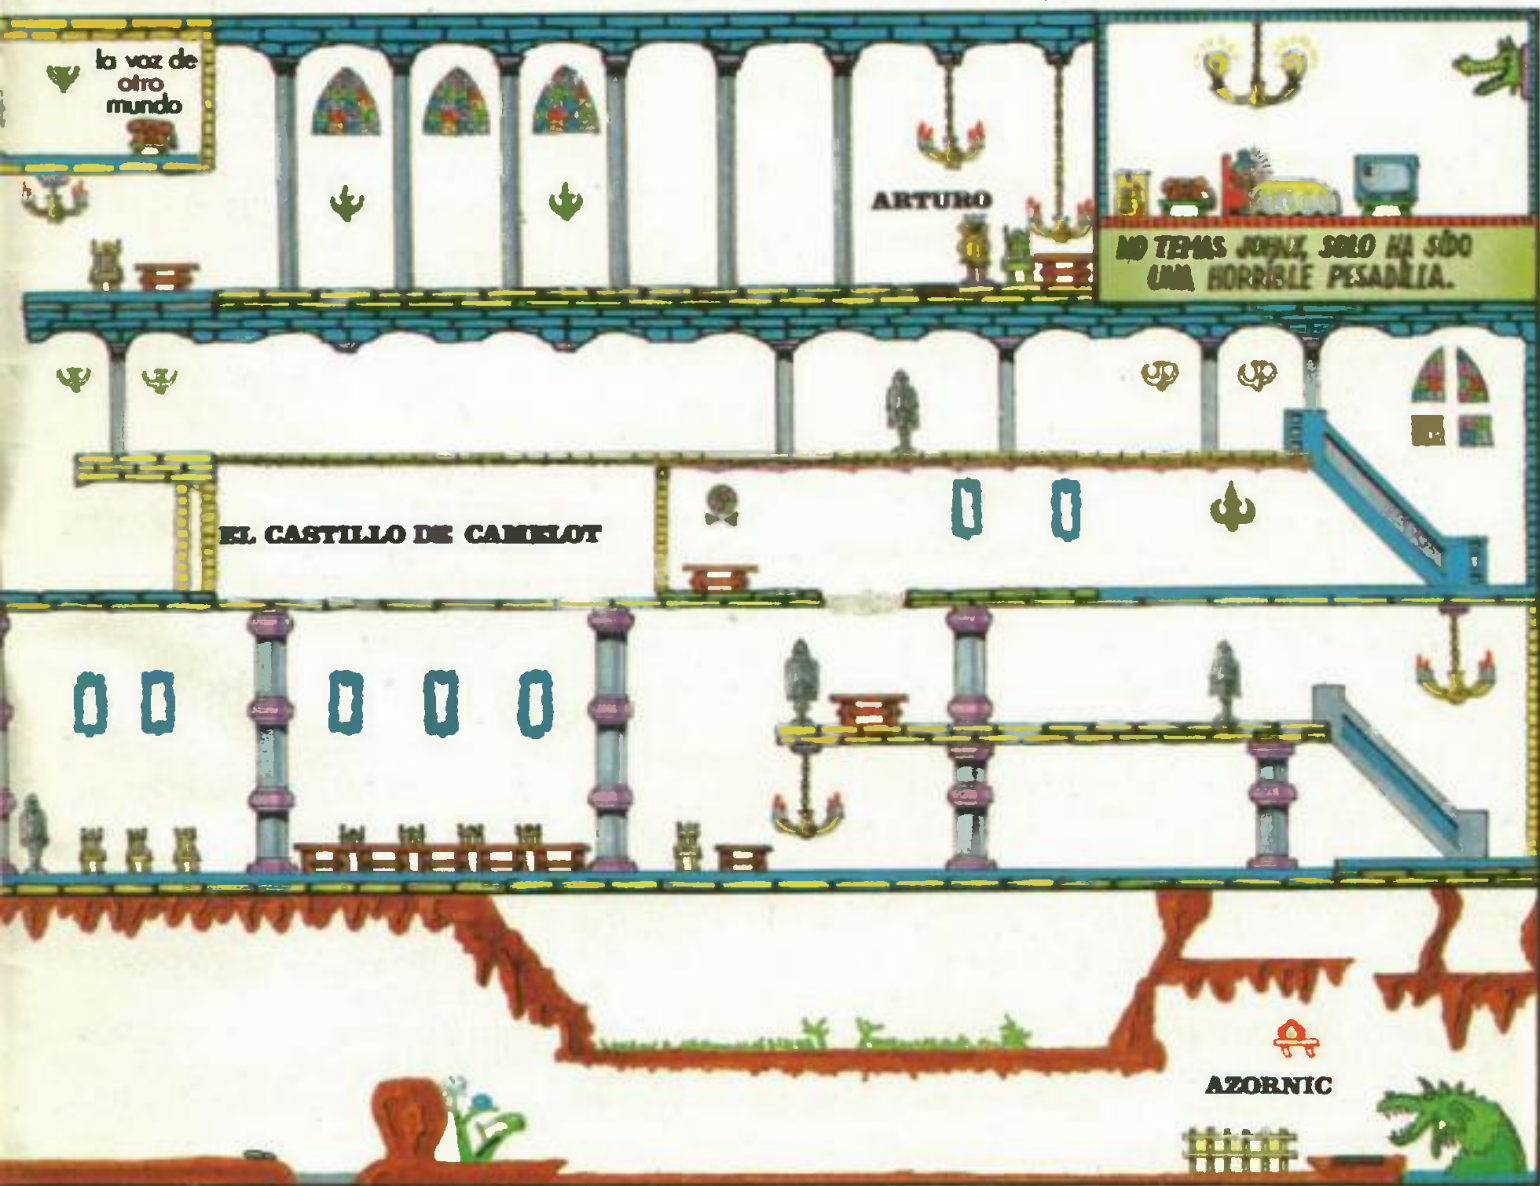 la voz de
otro
mundo
ARTURO
NO TEMAS JOHNY, SOLO HA SIDO
UNA HORRIBLE PESADILLA.
EL CASTILLO DE CAMELOT
AZORNIC